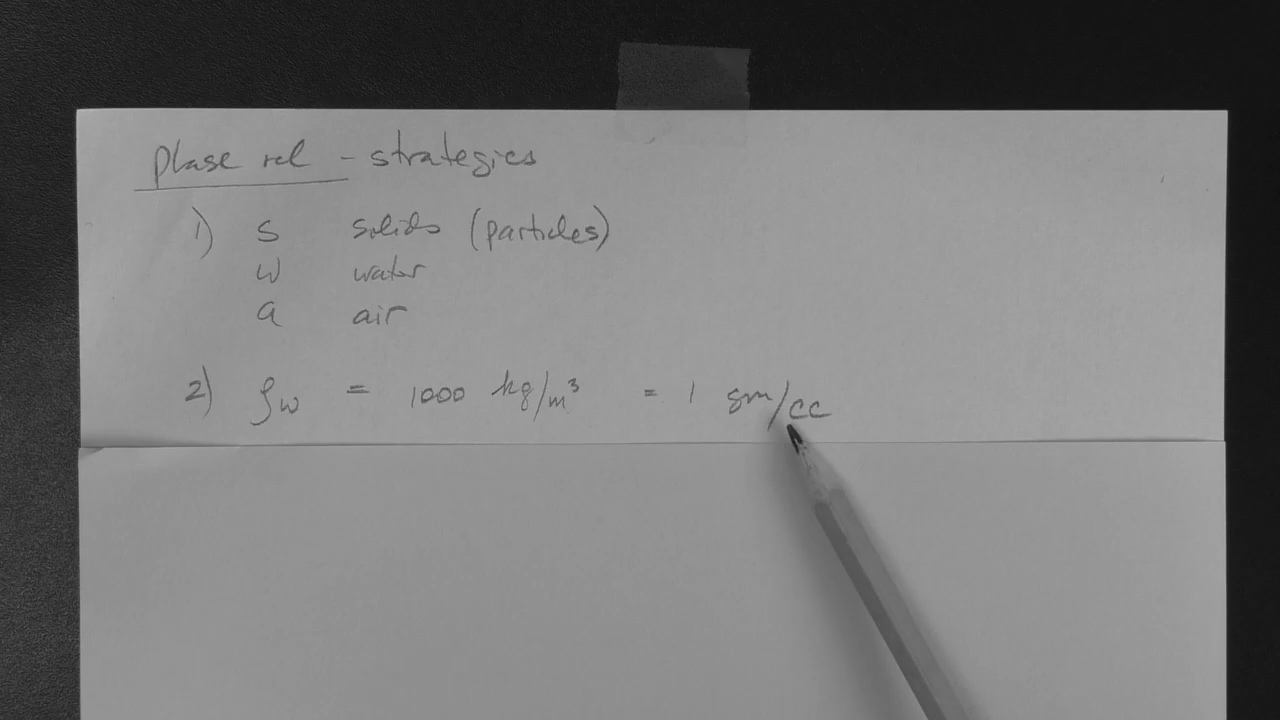 phase rel - strategies
1) s solids (particles)
w water
a air
2) ρw = 1000 kg/m³ = 1 gm/cc